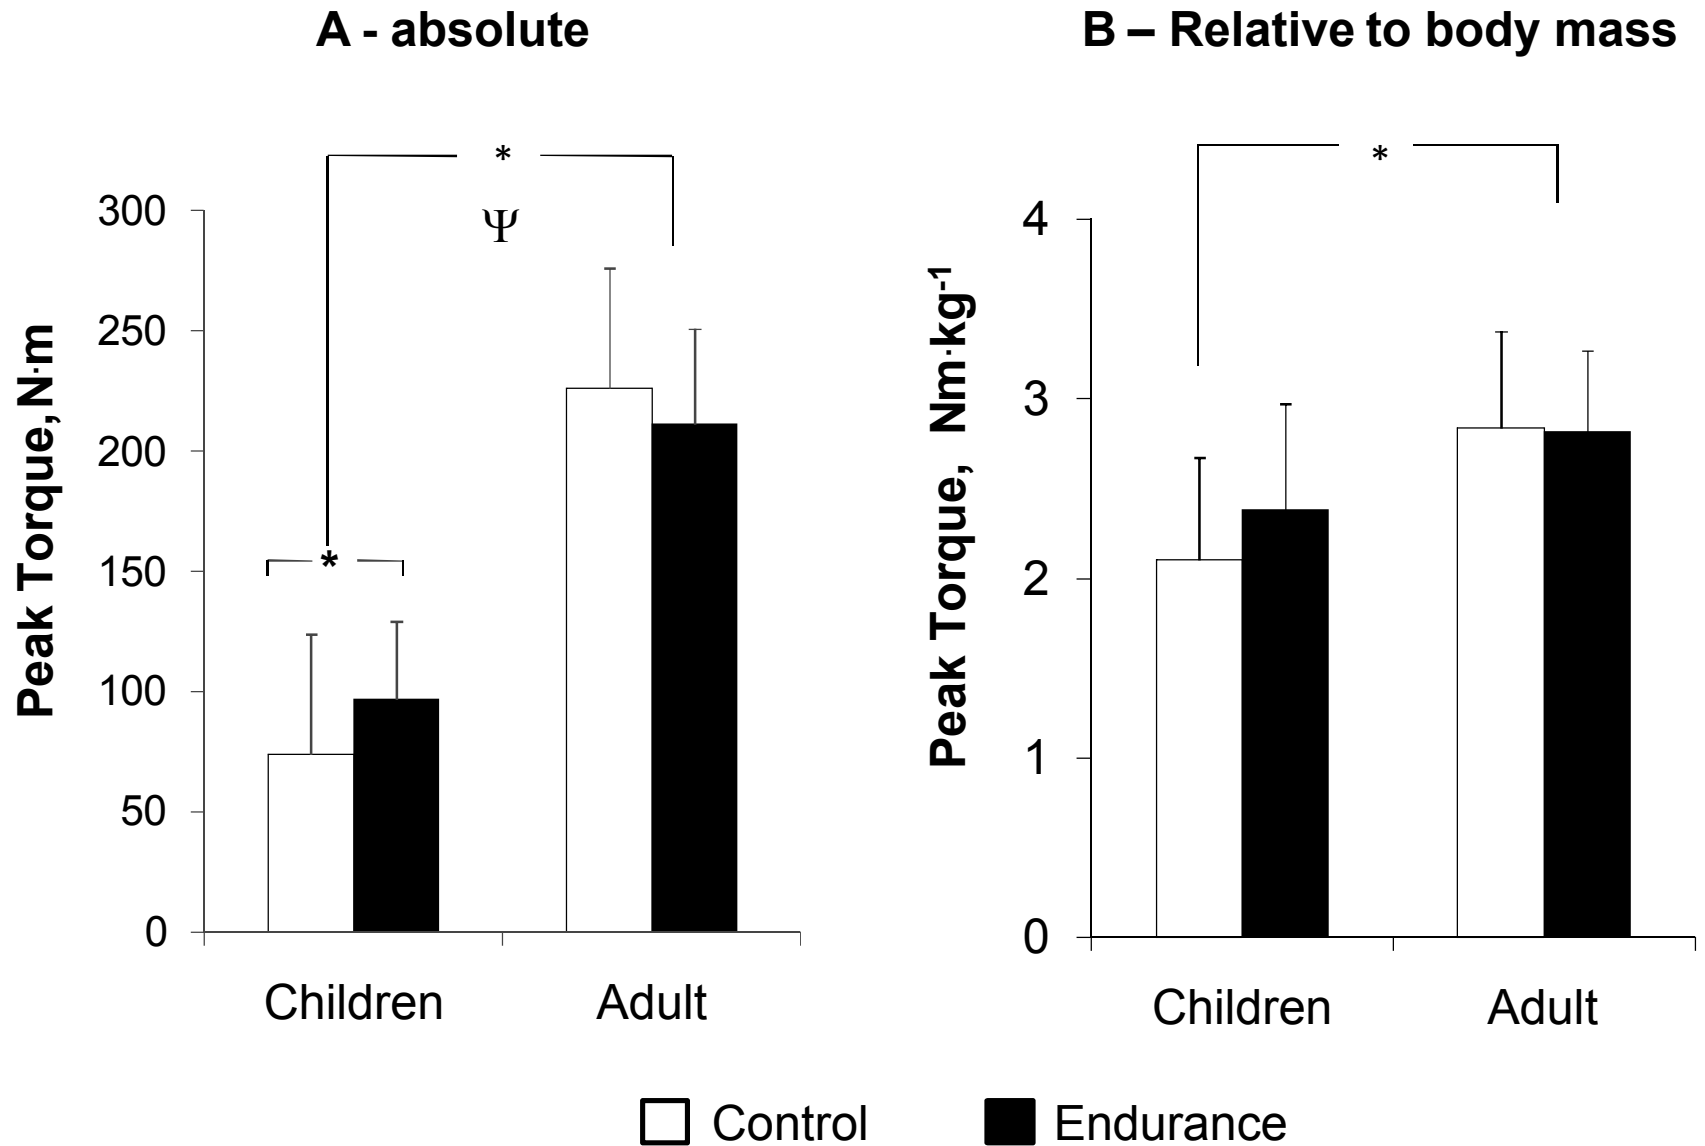 A - absolute
B – Relative to body mass
*
Ψ
*
Peak Torque, N·m
300
250
200
150
100
50
0
Children
Adult
*
Peak Torque, Nm·kg⁻¹
4
3
2
1
0
Children
Adult
Control
Endurance